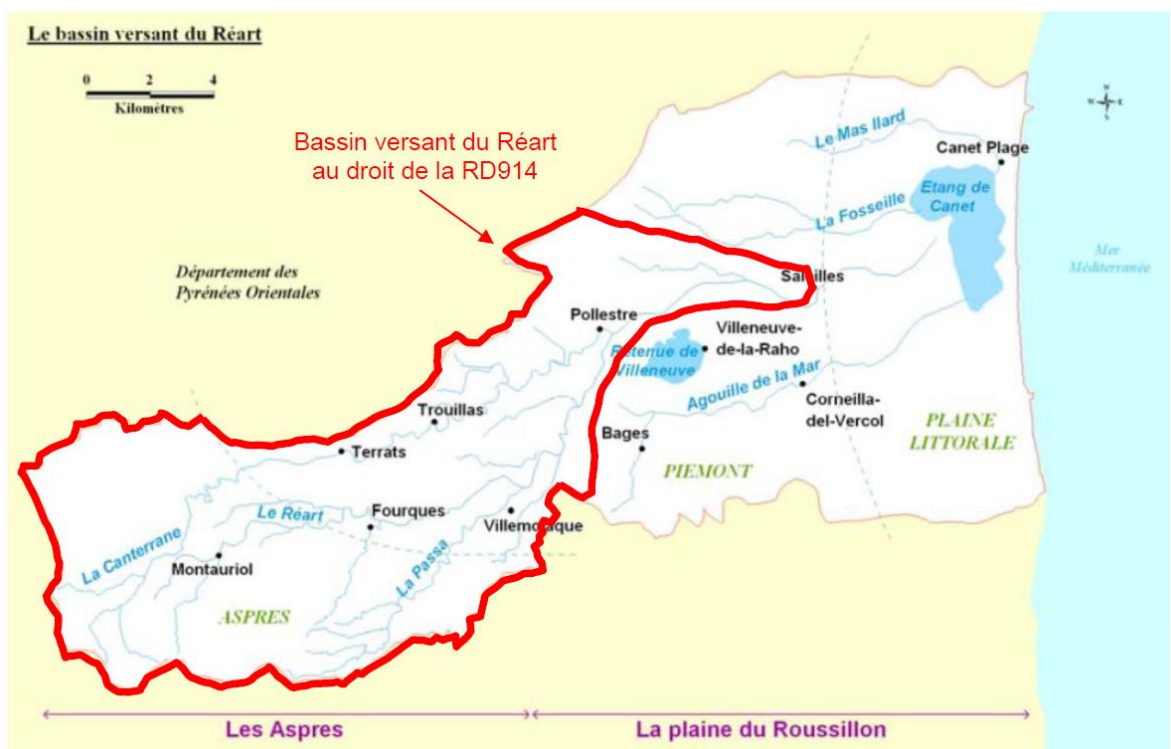 Le bassin versant du Réart
0 2 4
Kilomètres
N
W E
S
Bassin versant du Réart
au droit de la RD914
Le Mas Ilard
Canet Plage
Etang de
Canet
La Fosseille
Mer
Méditerranée
Département des
Pyrénées Orientales
Saleilles
Pollestre
Villeneuve-
de-la-Raho
Retenue de
Villeneuve
Agouille de la Mar
Corneilla-
del-Vercol
Trouillas
PLAINE
LITTORALE
Bages
Terrats
PIEMONT
Le Réart
Fourques
Villemolaque
La Canterrane
Montauriol
La Passa
ASPRES
Les Aspres
La plaine du Roussillon